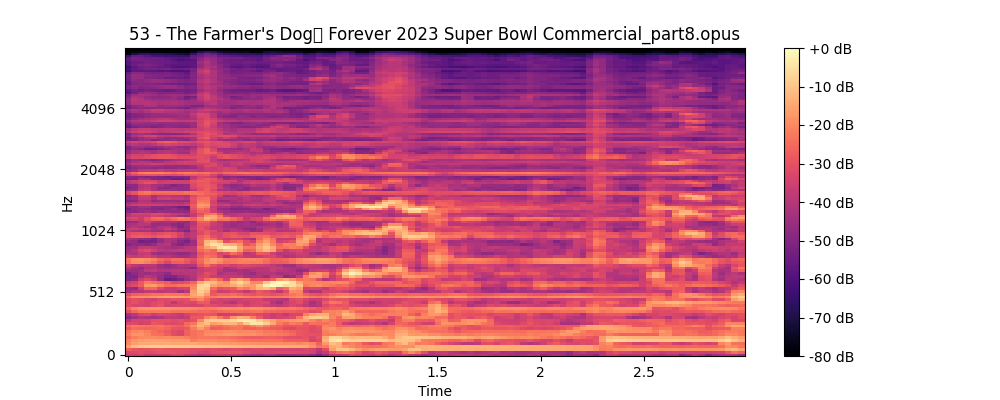 53 - The Farmer's Dog▯ Forever 2023 Super Bowl Commercial_part8.opus
Hz
4096
2048
1024
512
0
0
0.5
1
1.5
2
2.5
Time
+0 dB
-10 dB
-20 dB
-30 dB
-40 dB
-50 dB
-60 dB
-70 dB
-80 dB